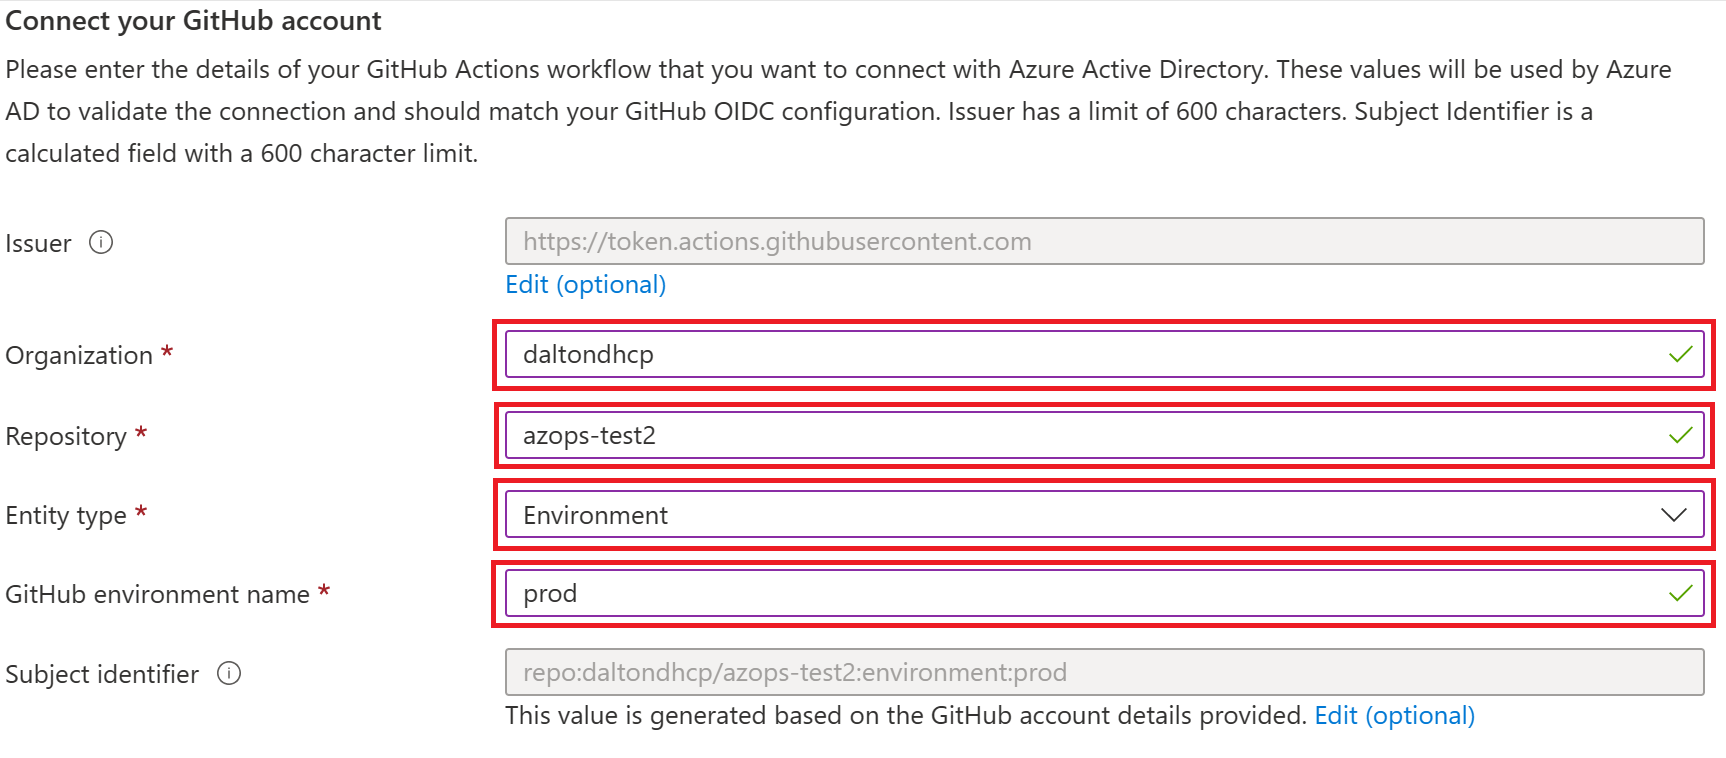 Connect your GitHub account
Please enter the details of your GitHub Actions workflow that you want to connect with Azure Active Directory. These values will be used by Azure
AD to validate the connection and should match your GitHub OIDC configuration. Issuer has a limit of 600 characters. Subject Identifier is a
calculated field with a 600 character limit.
Issuer
https://token.actions.githubusercontent.com
Edit (optional)
Organization *
daltondhcp
Repository *
azops-test2
Entity type *
Environment
GitHub environment name *
prod
Subject identifier
repo:daltondhcp/azops-test2:environment:prod
This value is generated based on the GitHub account details provided. Edit (optional)